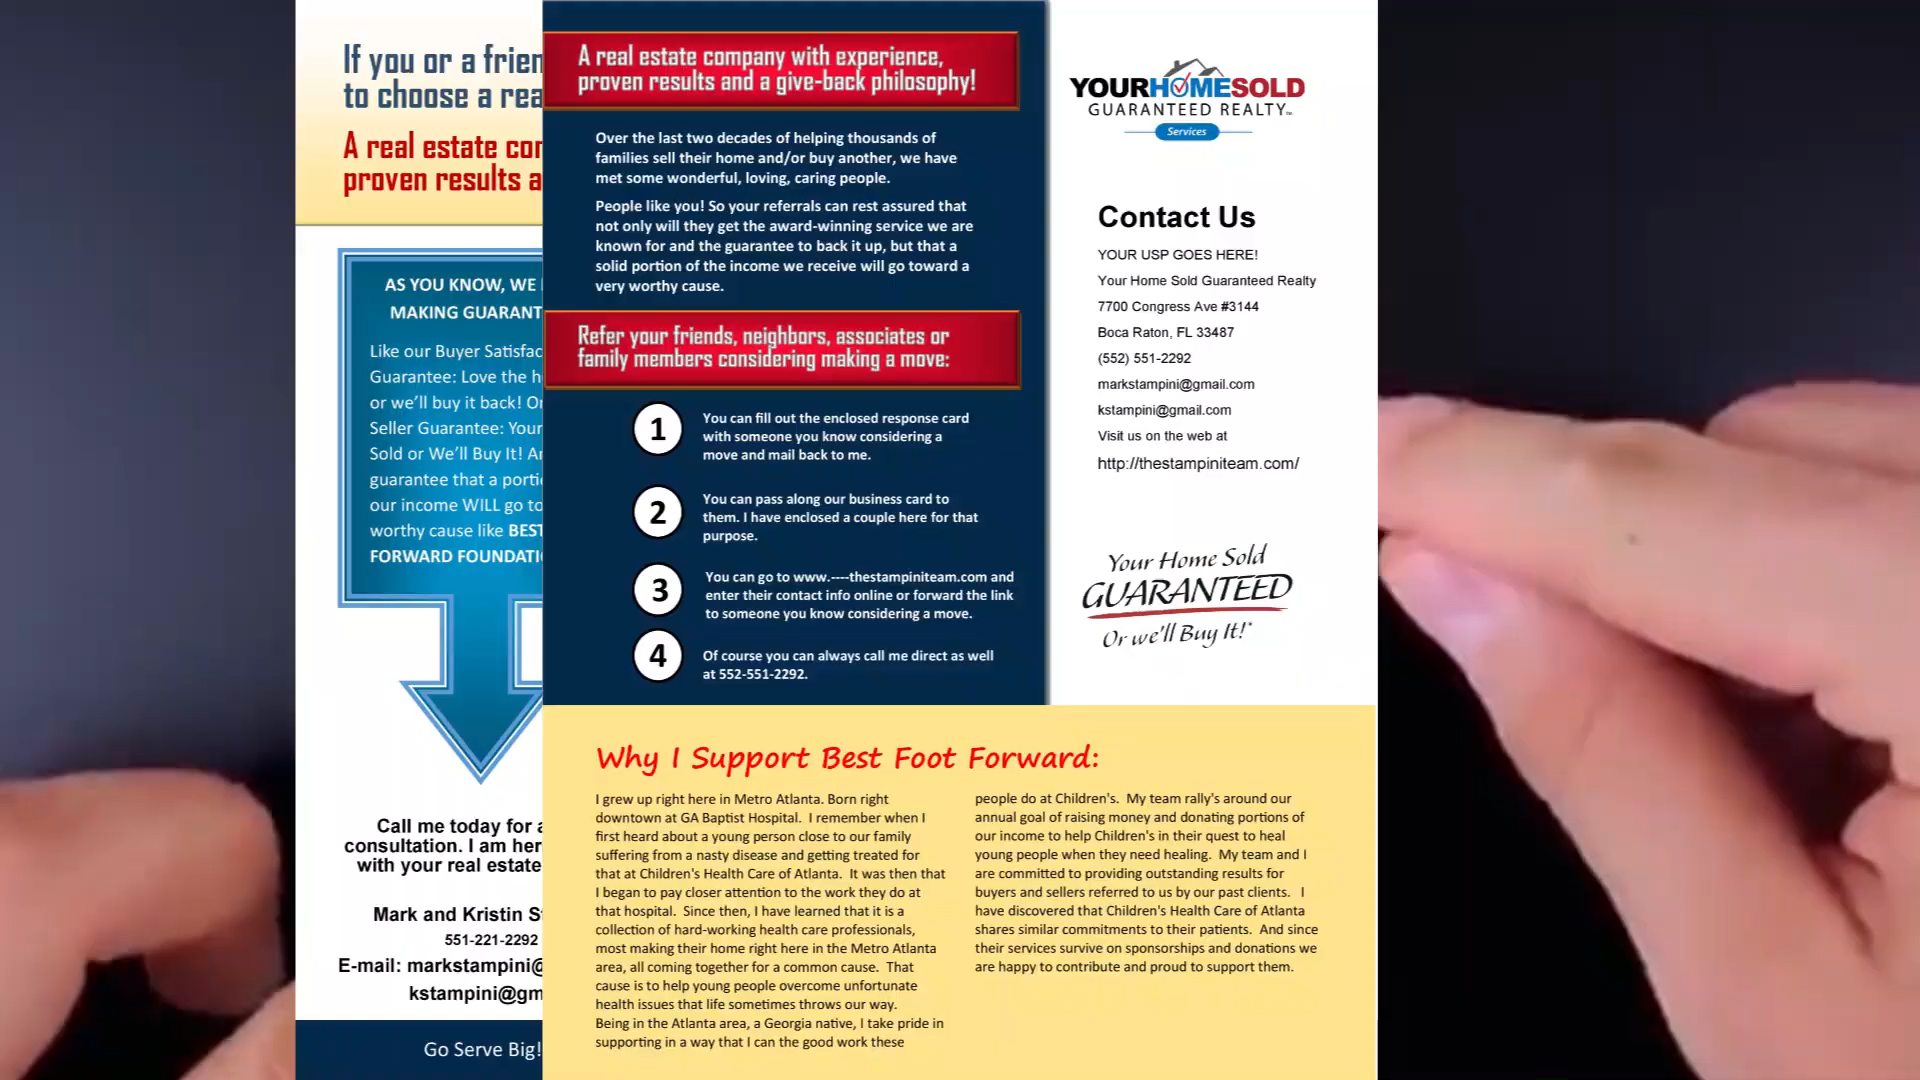 If you or a frien
to choose a rea
A real estate cor
proven results a
AS YOU KNOW, WE
MAKING GUARANT
Like our Buyer Satisfac
Guarantee: Love the h
or we'll buy it back! Or
Seller Guarantee: Your
Sold or We'll Buy It! An
guarantee that a portio
our income WILL go to
worthy cause like BEST
FORWARD FOUNDATIO
Call me today for a
consultation. I am her
with your real estate
Mark and Kristin S
551-221-2292
E-mail: markstampini@
kstampini@gm
Go Serve Big!
A real estate company with experience,
proven results and a give-back philosophy!
Over the last two decades of helping thousands of
families sell their home and/or buy another, we have
met some wonderful, loving, caring people.
People like you! So your referrals can rest assured that
not only will they get the award-winning service we are
known for and the guarantee to back it up, but that a
solid portion of the income we receive will go toward a
very worthy cause.
Refer your friends, neighbors, associates or
family members considering making a move:
1
You can fill out the enclosed response card
with someone you know considering a
move and mail back to me.
2
You can pass along our business card to
them. I have enclosed a couple here for that
purpose.
3
You can go to www.----thestampiniteam.com and
enter their contact info online or forward the link
to someone you know considering a move.
4
Of course you can always call me direct as well
at 552-551-2292.
YOURHOMESOLD
GUARANTEED REALTY™
Services
Contact Us
YOUR USP GOES HERE!
Your Home Sold Guaranteed Realty
7700 Congress Ave #3144
Boca Raton, FL 33487
(552) 551-2292
markstampini@gmail.com
kstampini@gmail.com
Visit us on the web at
http://thestampiniteam.com/
Your Home Sold
GUARANTEED
Or we'll Buy It!*
Why I Support Best Foot Forward:
I grew up right here in Metro Atlanta. Born right
downtown at GA Baptist Hospital. I remember when I
first heard about a young person close to our family
suffering from a nasty disease and getting treated for
that at Children's Health Care of Atlanta. It was then that
I began to pay closer attention to the work they do at
that hospital. Since then, I have learned that it is a
collection of hard-working health care professionals,
most making their home right here in the Metro Atlanta
area, all coming together for a common cause. That
cause is to help young people overcome unfortunate
health issues that life sometimes throws our way.
Being in the Atlanta area, a Georgia native, I take pride in
supporting in a way that I can the good work these
people do at Children's. My team rally's around our
annual goal of raising money and donating portions of
our income to help Children's in their quest to heal
young people when they need healing. My team and I
are committed to providing outstanding results for
buyers and sellers referred to us by our past clients. I
have discovered that Children's Health Care of Atlanta
shares similar commitments to their patients. And since
their services survive on sponsorships and donations we
are happy to contribute and proud to support them.